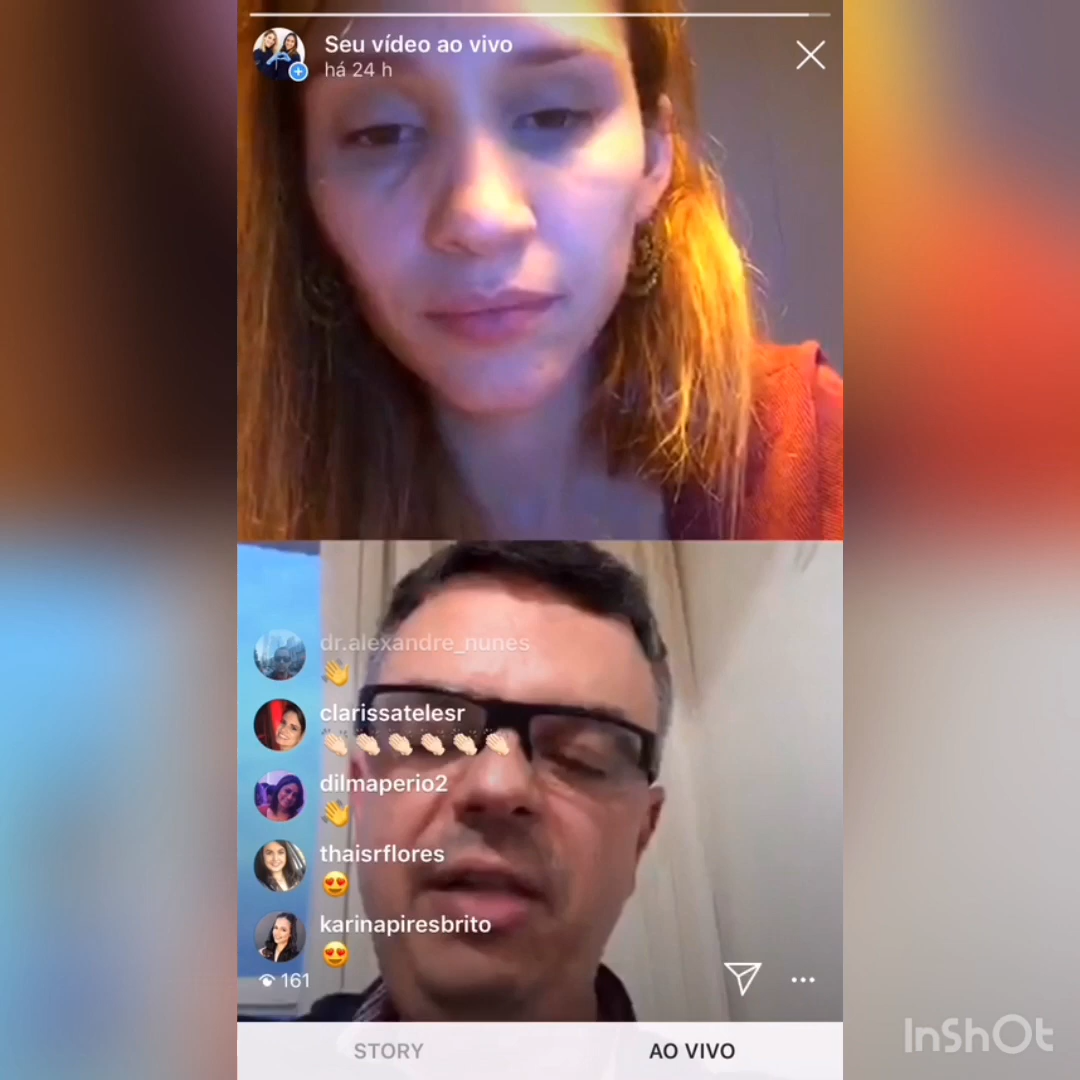 Seu vídeo ao vivo
há 24 h
dr.alexandre_nunes
👋
clarissatelesr
👏🏻👏🏻👏🏻👏🏻👏🏻👏🏻
dilmaperio2
👋
thaisrflores
😍
karinapiresbrito
😍
161
STORY
AO VIVO
InShOt